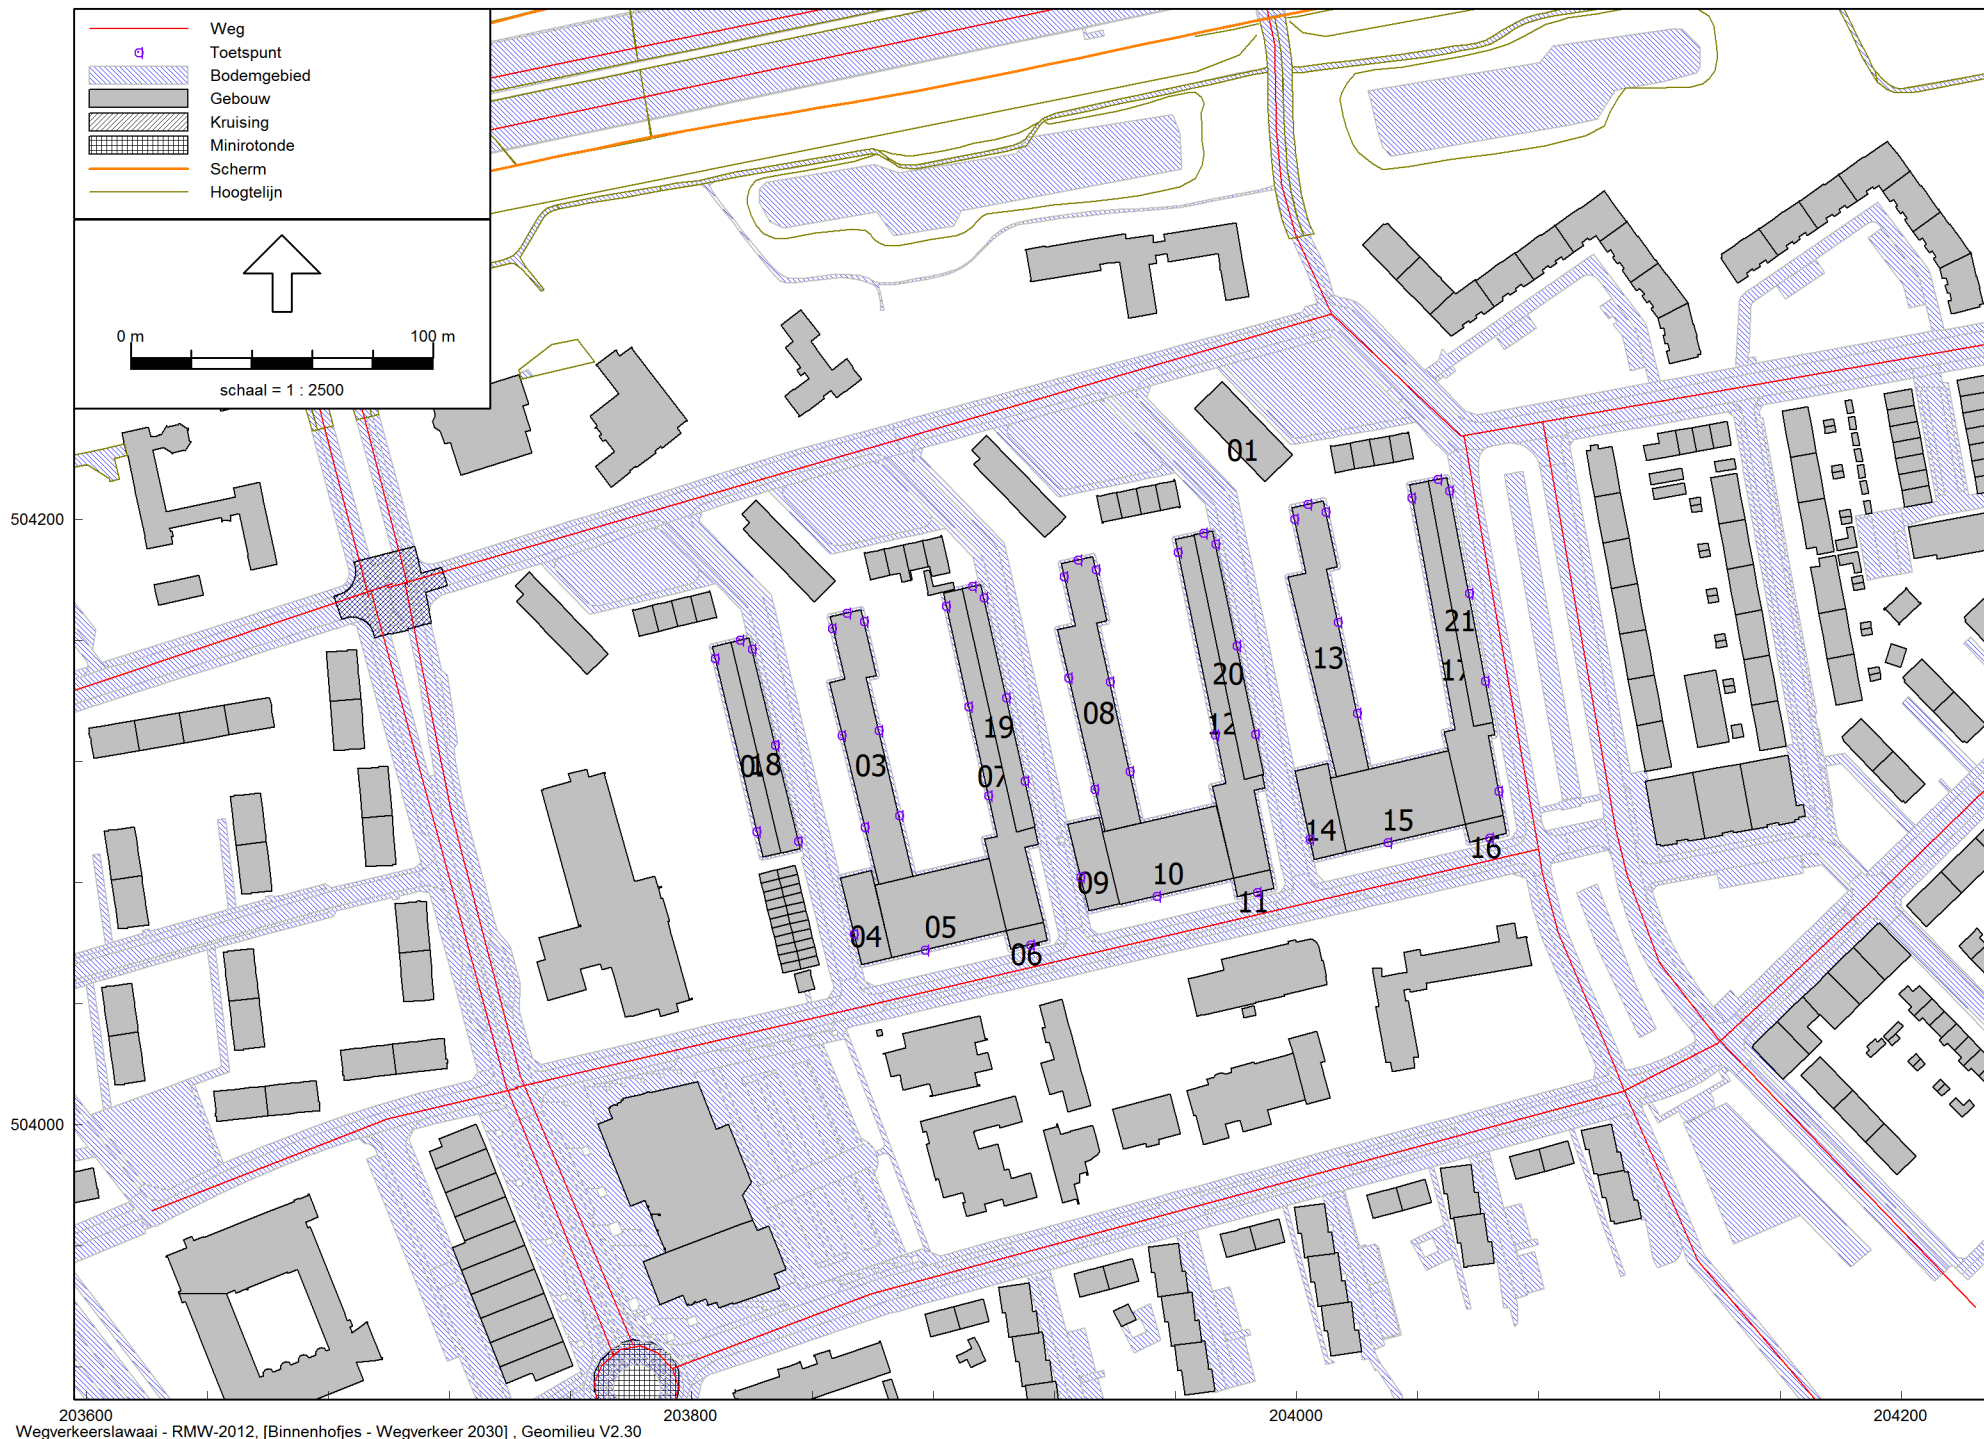 Weg
Toetspunt
Bodemgebied
Gebouw
Kruising
Minirotonde
Scherm
Hoogtelijn
0 m 100 m
schaal = 1 : 2500
01
504200
21
13
17
20
08
12
19
18
03
07
15
14
16
10
09
11
05
04
06
504000
203600 203800 204000 204200
Wegverkeerslawaai - RMW-2012, [Binnenhofjes - Wegverkeer 2030] , Geomilieu V2.30